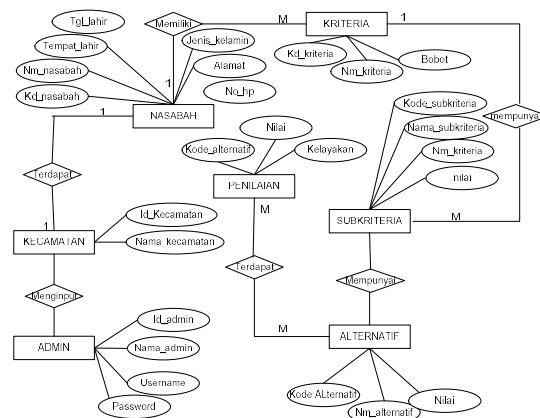 Tgl_lahir
Memiliki
M
KRITERIA
1
Tempat_lahir
Jenis_kelamin
Kd_kriteria
Bobot
Nm_nasabah
Alamat
Nm_kriteria
Kd_nasabah
1
No_hp
1
NASABAH
Kode_subkriteria
mempunya
Nilai
Nama_subkriteria
Kode_alternatif
Kelayakan
Nm_kriteria
Terdapat
PENILAIAN
nilai
M
Id_Kecamatan
SUBKRITERIA
M
1
KECAMATAN
Nama_kecamatan
Terdapat
Mempunyai
Menginput
Id_admin
M
ADMIN
Nama_admin
ALTERNATIF
Username
Kode ALternatif
Nilai
Password
Nm_alternatif